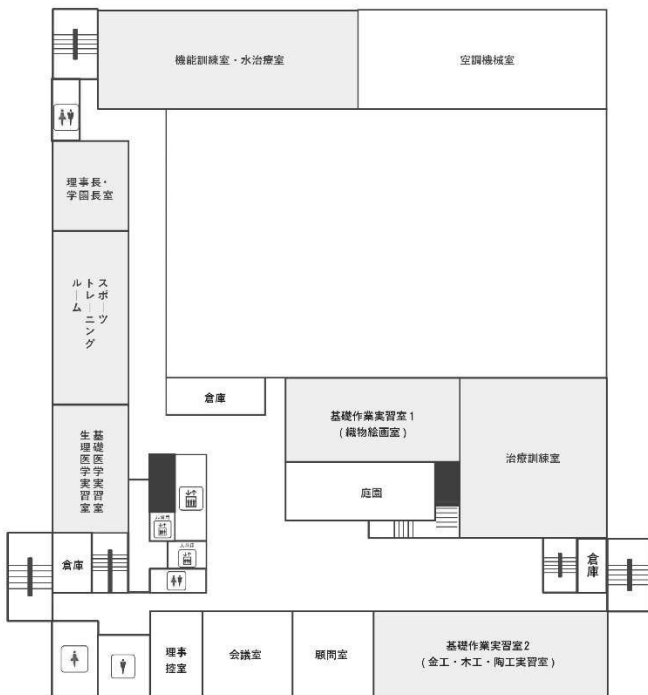 機能訓練室・水治療室
空調機械室
理事長・
学園長室
スポーツ
トレーニング
ルーム
倉庫
基礎作業実習室1
(織物絵画室)
治療訓練室
基礎医学実習室
生理医学実習室
庭園
倉庫
倉庫
理事
控室
会議室
顧問室
基礎作業実習室2
(金工・木工・陶工実習室)